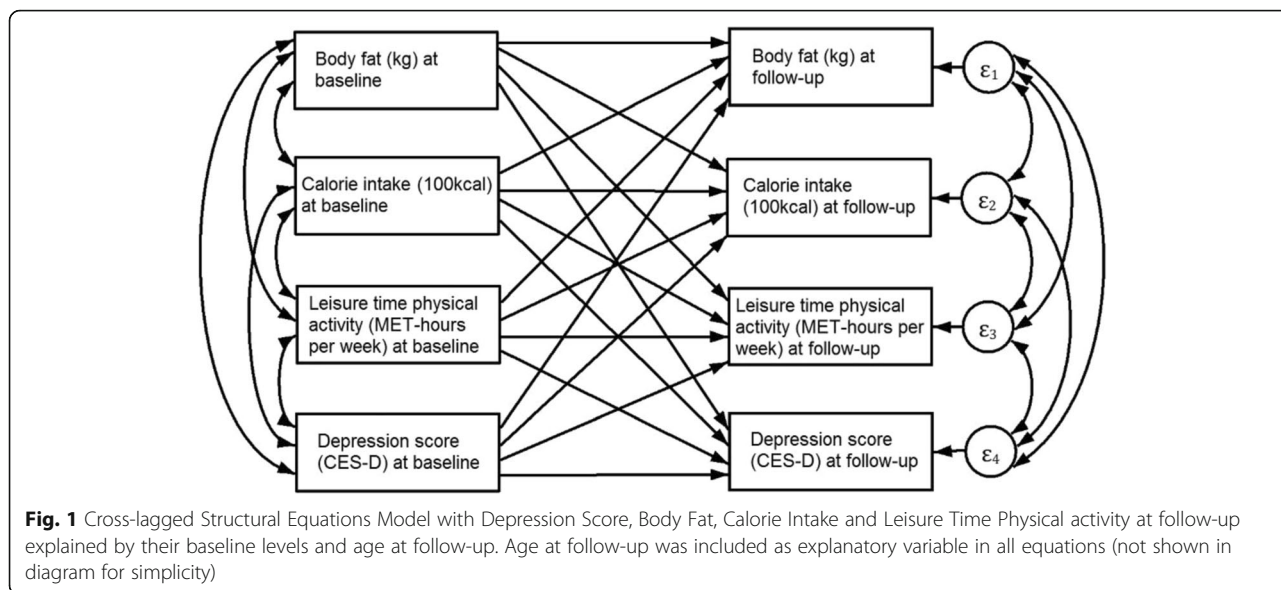 Body fat (kg) at
baseline
Body fat (kg) at
follow-up
ε1
Calorie intake (100kcal)
at baseline
Calorie intake
(100kcal) at follow-up
ε2
Leisure time physical
activity (MET-hours
per week) at baseline
Leisure time physical
activity (MET-hours per
week) at follow-up
ε3
Depression score
(CES-D) at baseline
Depression score
(CES-D) at follow-up
ε4
Fig. 1 Cross-lagged Structural Equations Model with Depression Score, Body Fat, Calorie Intake and Leisure Time Physical activity at follow-up
explained by their baseline levels and age at follow-up. Age at follow-up was included as explanatory variable in all equations (not shown in
diagram for simplicity)